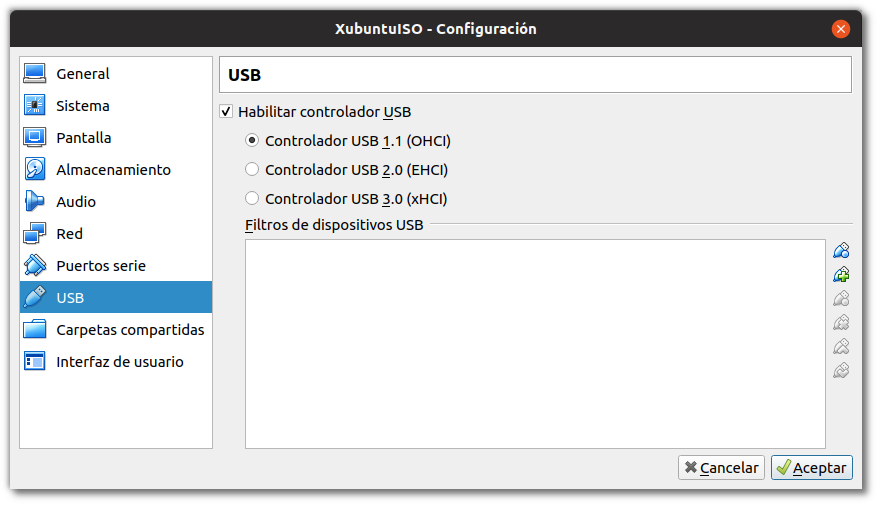 XubuntuISO - Configuración
General
Sistema
Pantalla
Almacenamiento
Audio
Red
Puertos serie
USB
Carpetas compartidas
Interfaz de usuario
USB
Habilitar controlador USB
Controlador USB 1.1 (OHCI)
Controlador USB 2.0 (EHCI)
Controlador USB 3.0 (xHCI)
Filtros de dispositivos USB
Cancelar
Aceptar